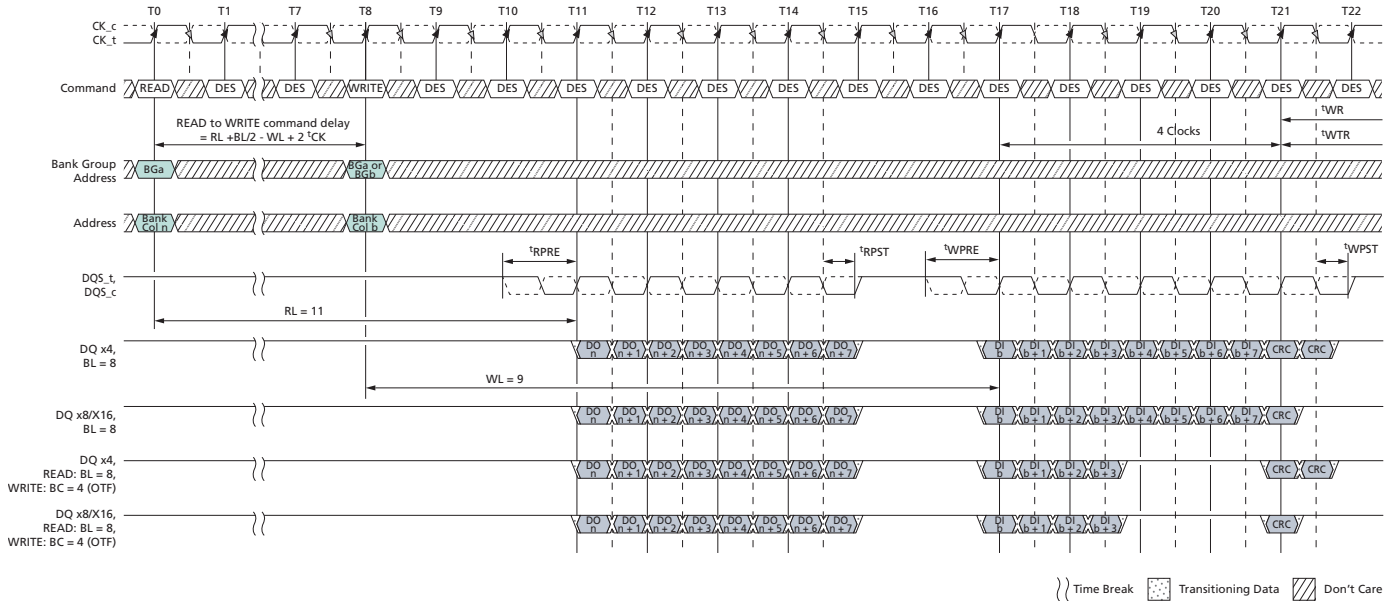 T0 T1 T7 T8 T9 T10 T11 T12 T13 T14 T15 T16 T17 T18 T19 T20 T21 T22
CK_c
CK_t
Command READ DES DES WRITE DES DES DES DES DES DES DES DES DES DES DES DES DES DES
tWR
READ to WRITE command delay
= RL +BL/2 - WL + 2 tCK
4 Clocks
tWTR
Bank Group
Address
BGa
BGa or
BGb
Address
Bank
Col n
Bank
Col b
tRPRE tRPST tWPRE tWPST
DQS_t,
DQS_c
RL = 11
DQ x4,
BL = 8
DO n DO n + 1 DO n + 2 DO n + 3 DO n + 4 DO n + 5 DO n + 6 DO n + 7 DI b DI b + 1 DI b + 2 DI b + 3 DI b + 4 DI b + 5 DI b + 6 DI b + 7 CRC CRC
WL = 9
DQ x8/X16,
BL = 8
DO n DO n + 1 DO n + 2 DO n + 3 DO n + 4 DO n + 5 DO n + 6 DO n + 7 DI b DI b + 1 DI b + 2 DI b + 3 DI b + 4 DI b + 5 DI b + 6 DI b + 7 CRC
DQ x4,
READ: BL = 8,
WRITE: BC = 4 (OTF)
DO n DO n + 1 DO n + 2 DO n + 3 DO n + 4 DO n + 5 DO n + 6 DO n + 7 DI b DI b + 1 DI b + 2 DI b + 3 CRC CRC
DQ x8/X16,
READ: BL = 8,
WRITE: BC = 4 (OTF)
DO n DO n + 1 DO n + 2 DO n + 3 DO n + 4 DO n + 5 DO n + 6 DO n + 7 DI b DI b + 1 DI b + 2 DI b + 3 CRC
Time Break Transitioning Data Don't Care